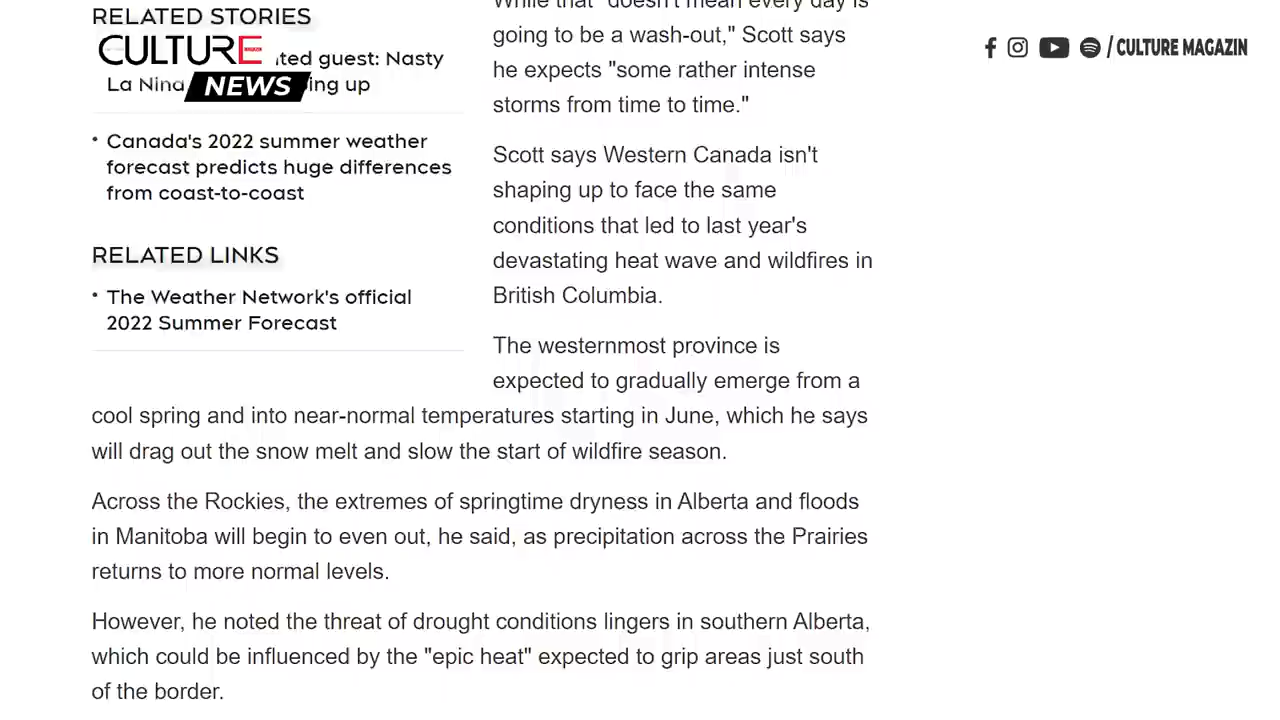 RELATED STORIES
CULTURE
NEWS
guest: Nasty
La Nina
up
Canada's 2022 summer weather
forecast predicts huge differences
from coast-to-coast
RELATED LINKS
The Weather Network's official
2022 Summer Forecast
While that "doesn't mean every day is
going to be a wash-out," Scott says
he expects "some rather intense
storms from time to time."
Scott says Western Canada isn't
shaping up to face the same
conditions that led to last year's
devastating heat wave and wildfires in
British Columbia.
The westernmost province is
expected to gradually emerge from a
cool spring and into near-normal temperatures starting in June, which he says
will drag out the snow melt and slow the start of wildfire season.
Across the Rockies, the extremes of springtime dryness in Alberta and floods
in Manitoba will begin to even out, he said, as precipitation across the Prairies
returns to more normal levels.
However, he noted the threat of drought conditions lingers in southern Alberta,
which could be influenced by the "epic heat" expected to grip areas just south
of the border.
/CULTURE MAGAZIN